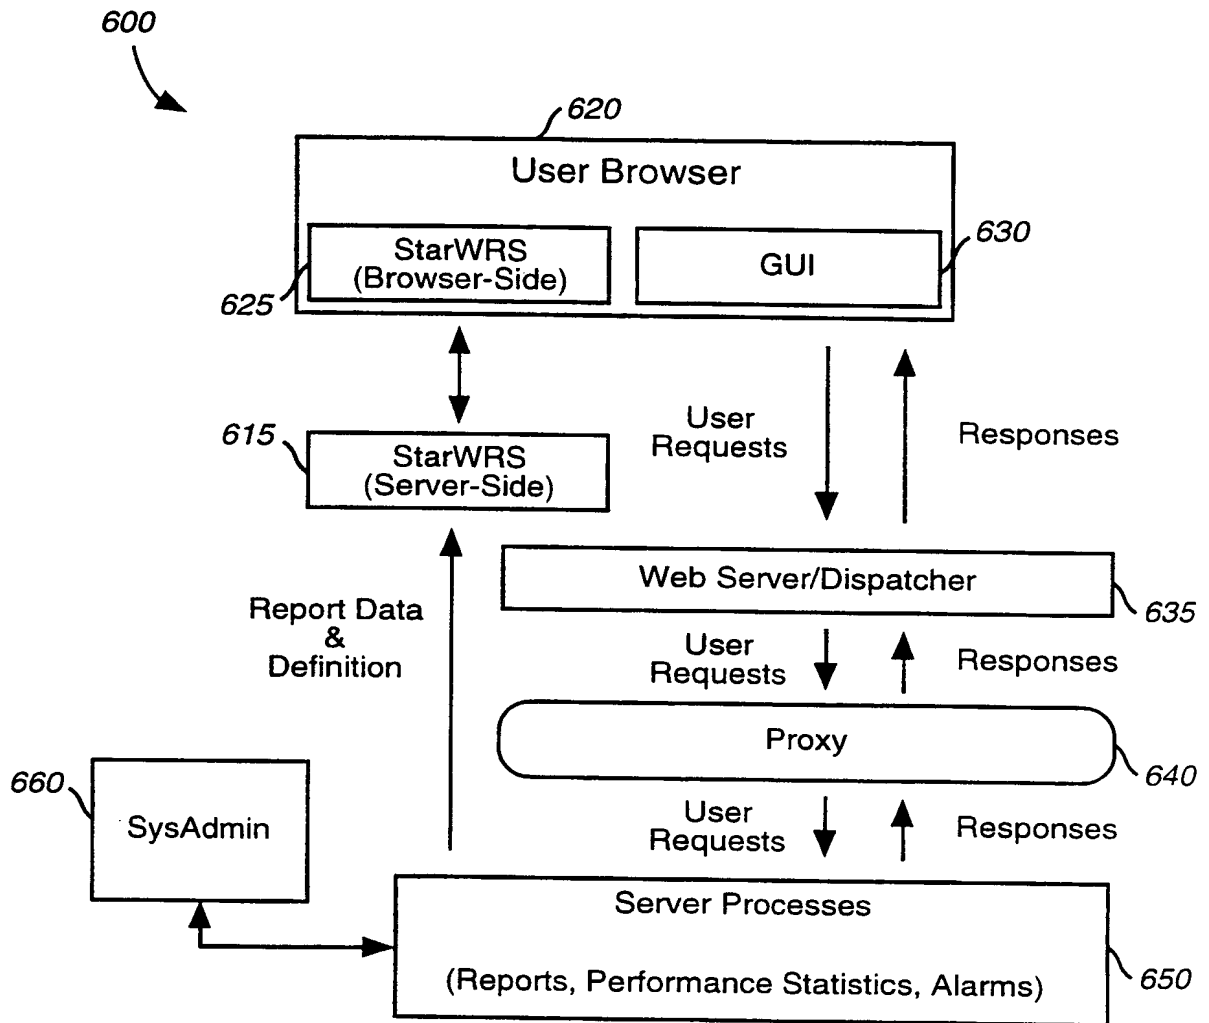 600
620
User Browser
StarWRS
(Browser-Side)
625
GUI
630
615
StarWRS
(Server-Side)
User
Requests
Responses
Web Server/Dispatcher
635
Report Data
&
Definition
User
Requests
Responses
Proxy
640
660
SysAdmin
User
Requests
Responses
Server Processes
(Reports, Performance Statistics, Alarms)
650